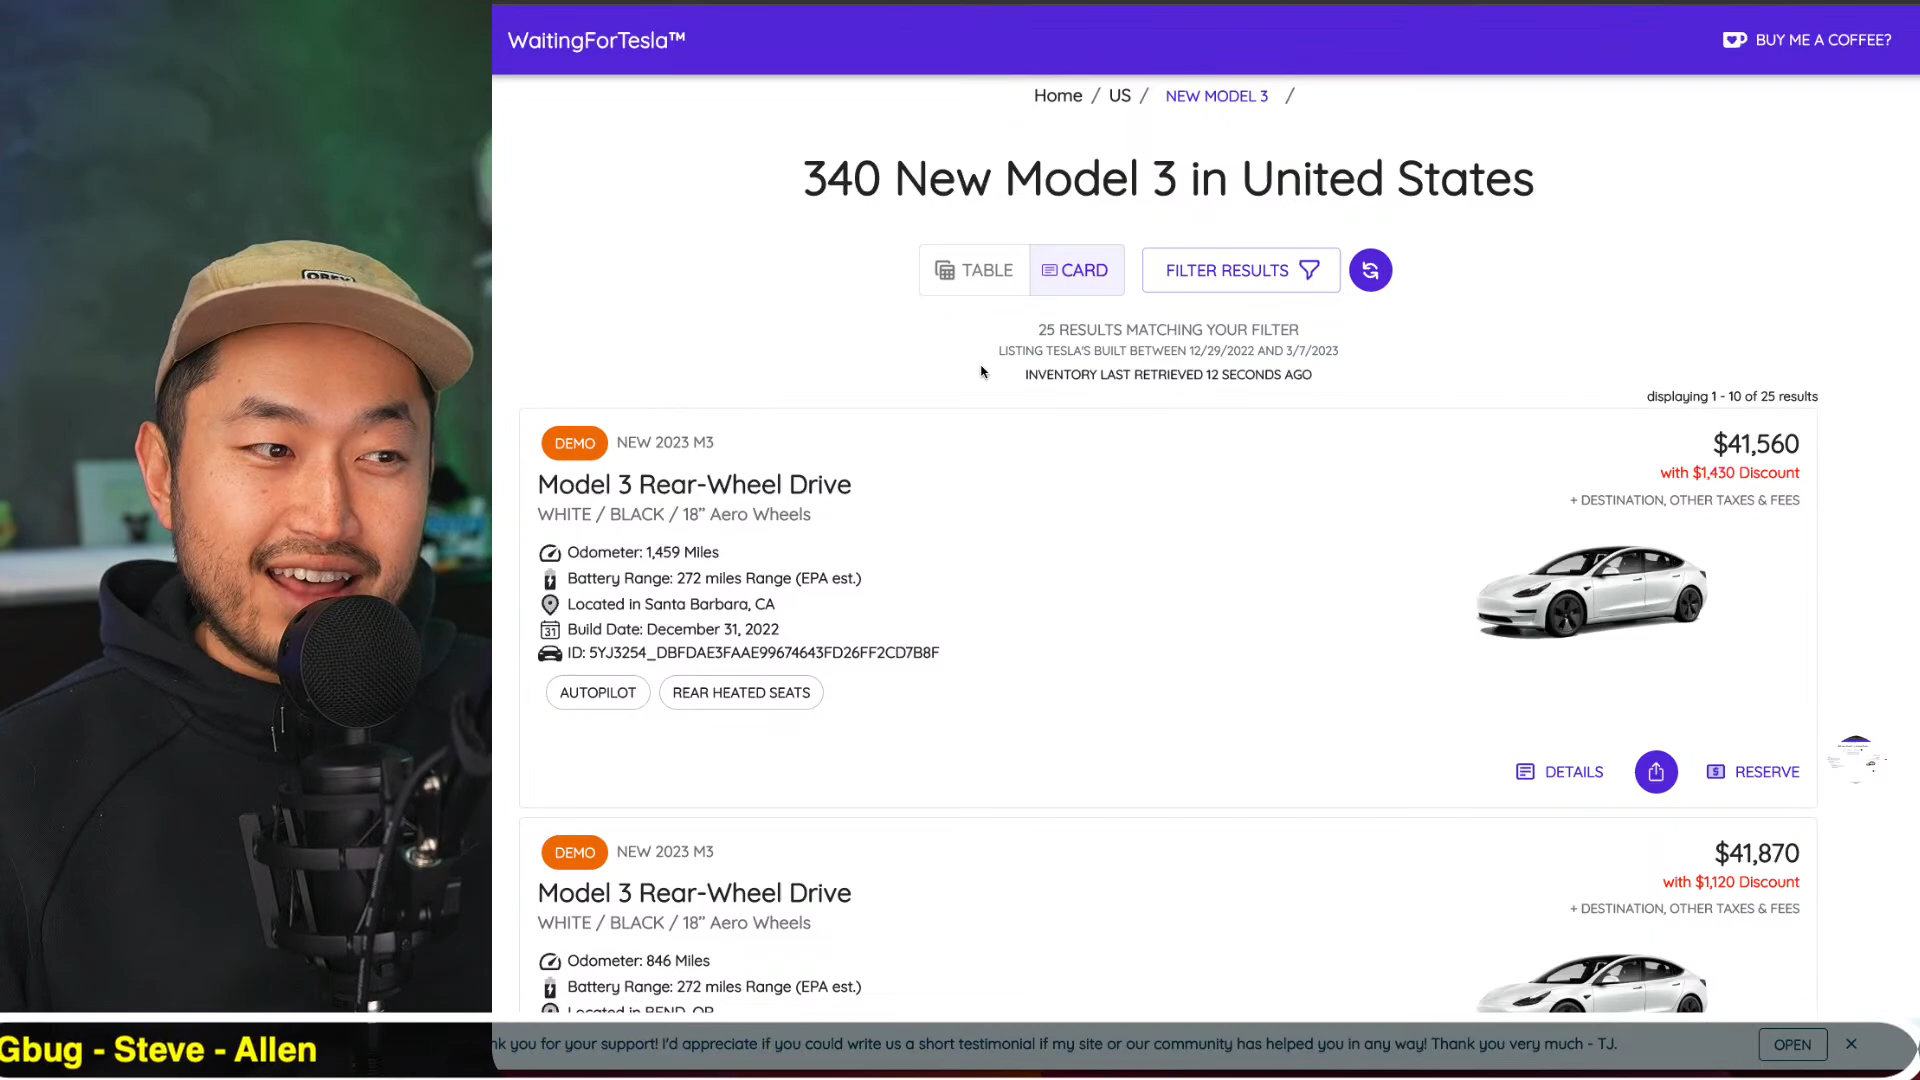 WaitingForTesla™
BUY ME A COFFEE?
Home / US / NEW MODEL 3 /
340 New Model 3 in United States
TABLE
CARD
FILTER RESULTS
25 RESULTS MATCHING YOUR FILTER
LISTING TESLA'S BUILT BETWEEN 12/29/2022 AND 3/7/2023
INVENTORY LAST RETRIEVED 12 SECONDS AGO
displaying 1 - 10 of 25 results
DEMO NEW 2023 M3
$41,560
with $1,430 Discount
+ DESTINATION, OTHER TAXES & FEES
Model 3 Rear-Wheel Drive
WHITE / BLACK / 18” Aero Wheels
Odometer: 1,459 Miles
Battery Range: 272 miles Range (EPA est.)
Located in Santa Barbara, CA
31 Build Date: December 31, 2022
ID: 5YJ3254_DBFDAE3FAAE99674643FD26FF2CD7B8F
AUTOPILOT
REAR HEATED SEATS
DETAILS
RESERVE
DEMO NEW 2023 M3
$41,870
with $1,120 Discount
+ DESTINATION, OTHER TAXES & FEES
Model 3 Rear-Wheel Drive
WHITE / BLACK / 18” Aero Wheels
Odometer: 846 Miles
Battery Range: 272 miles Range (EPA est.)
Located in BEND, OR
OBEY
Gbug - Steve - Allen
nk you for your support! I'd appreciate if you could write us a short testimonial if my site or our community has helped you in any way! Thank you very much - TJ.
OPEN